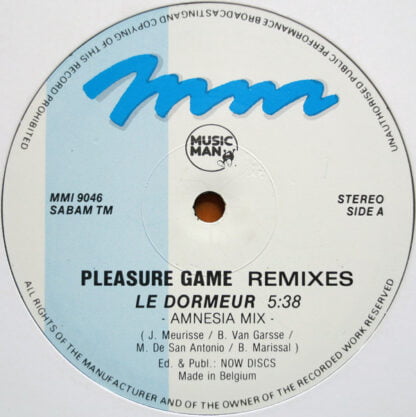 UNAUTHORISED PUBLIC PERFORMANCE BROADCASTING AND COPYING OF THIS RECORD PROHIBITED
mm
MUSIC
MAN
MMI 9046
SABAM TM
STEREO
SIDE A
PLEASURE GAME REMIXES
LE DORMEUR 5:38
- AMNESIA MIX -
( J. Meurisse / B. Van Garsse /
M. De San Antonio / B. Marissal )
Ed. & Publ.: NOW DISCS
Made in Belgium
ALL RIGHTS OF THE MANUFACTURER AND OF THE OWNER OF THE RECORDED WORK RESERVED